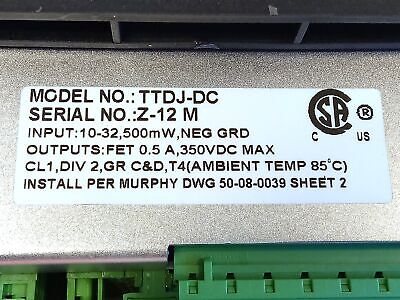 MODEL NO.: TTDJ-DC
SERIAL NO.:Z-12 M
INPUT:10-32,500mW,NEG GRD
OUTPUTS:FET 0.5 A,350VDC MAX
CL1,DIV 2,GR C&D,T4(AMBIENT TEMP 85°C)
INSTALL PER MURPHY DWG 50-08-0039 SHEET 2
SA ®
C US